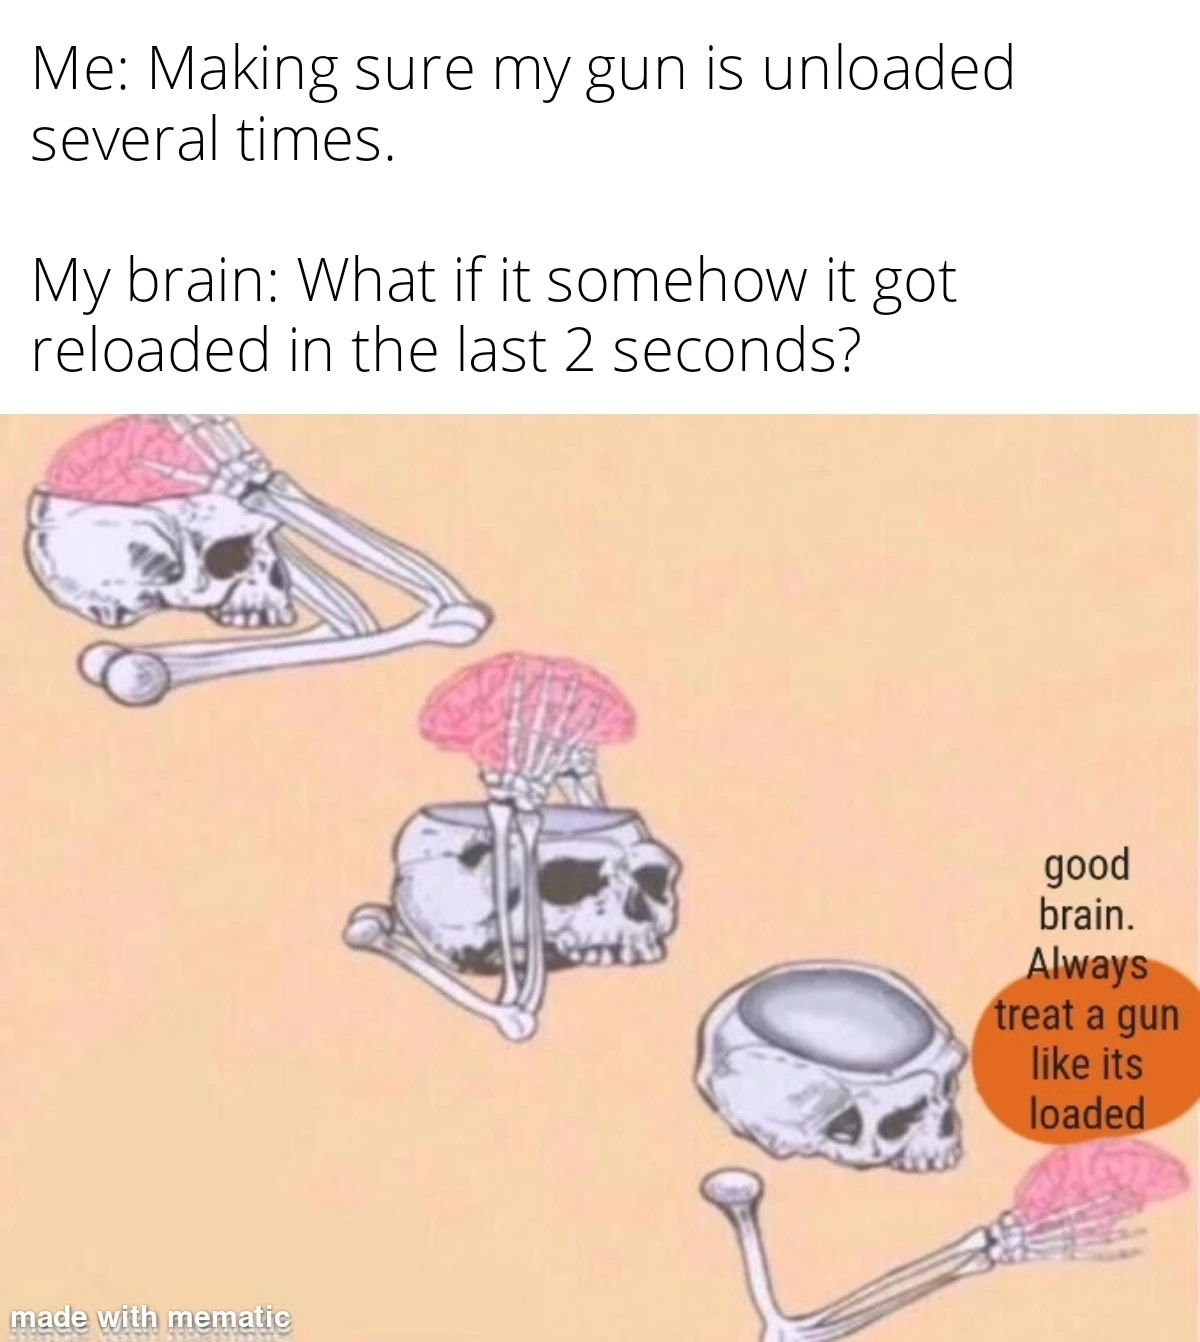 Me: Making sure my gun is unloaded
several times.
My brain: What if it somehow it got
reloaded in the last 2 seconds?
good
brain.
Always
treat a gun
like its
loaded
made with mematic